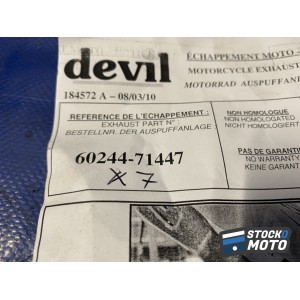 devil
184572 A – 08/03/10
ÉCHAPPEMENT MOTO
MOTORCYCLE EXHAUST
MOTORRAD AUSPUFFAN
REFERENCE DE L'ECHAPPEMENT :
EXHAUST PART N° :
BESTELLNR. DER AUSPUFFANLAGE :
60244-71447
X 7
NON HOMOLOGUE
NON HOMOLOGATED
NICHT HOMOLOGIERT
PAS DE GARANTIE
NO WARRANTY
KEINE GARANT
STOCKO
MOTO